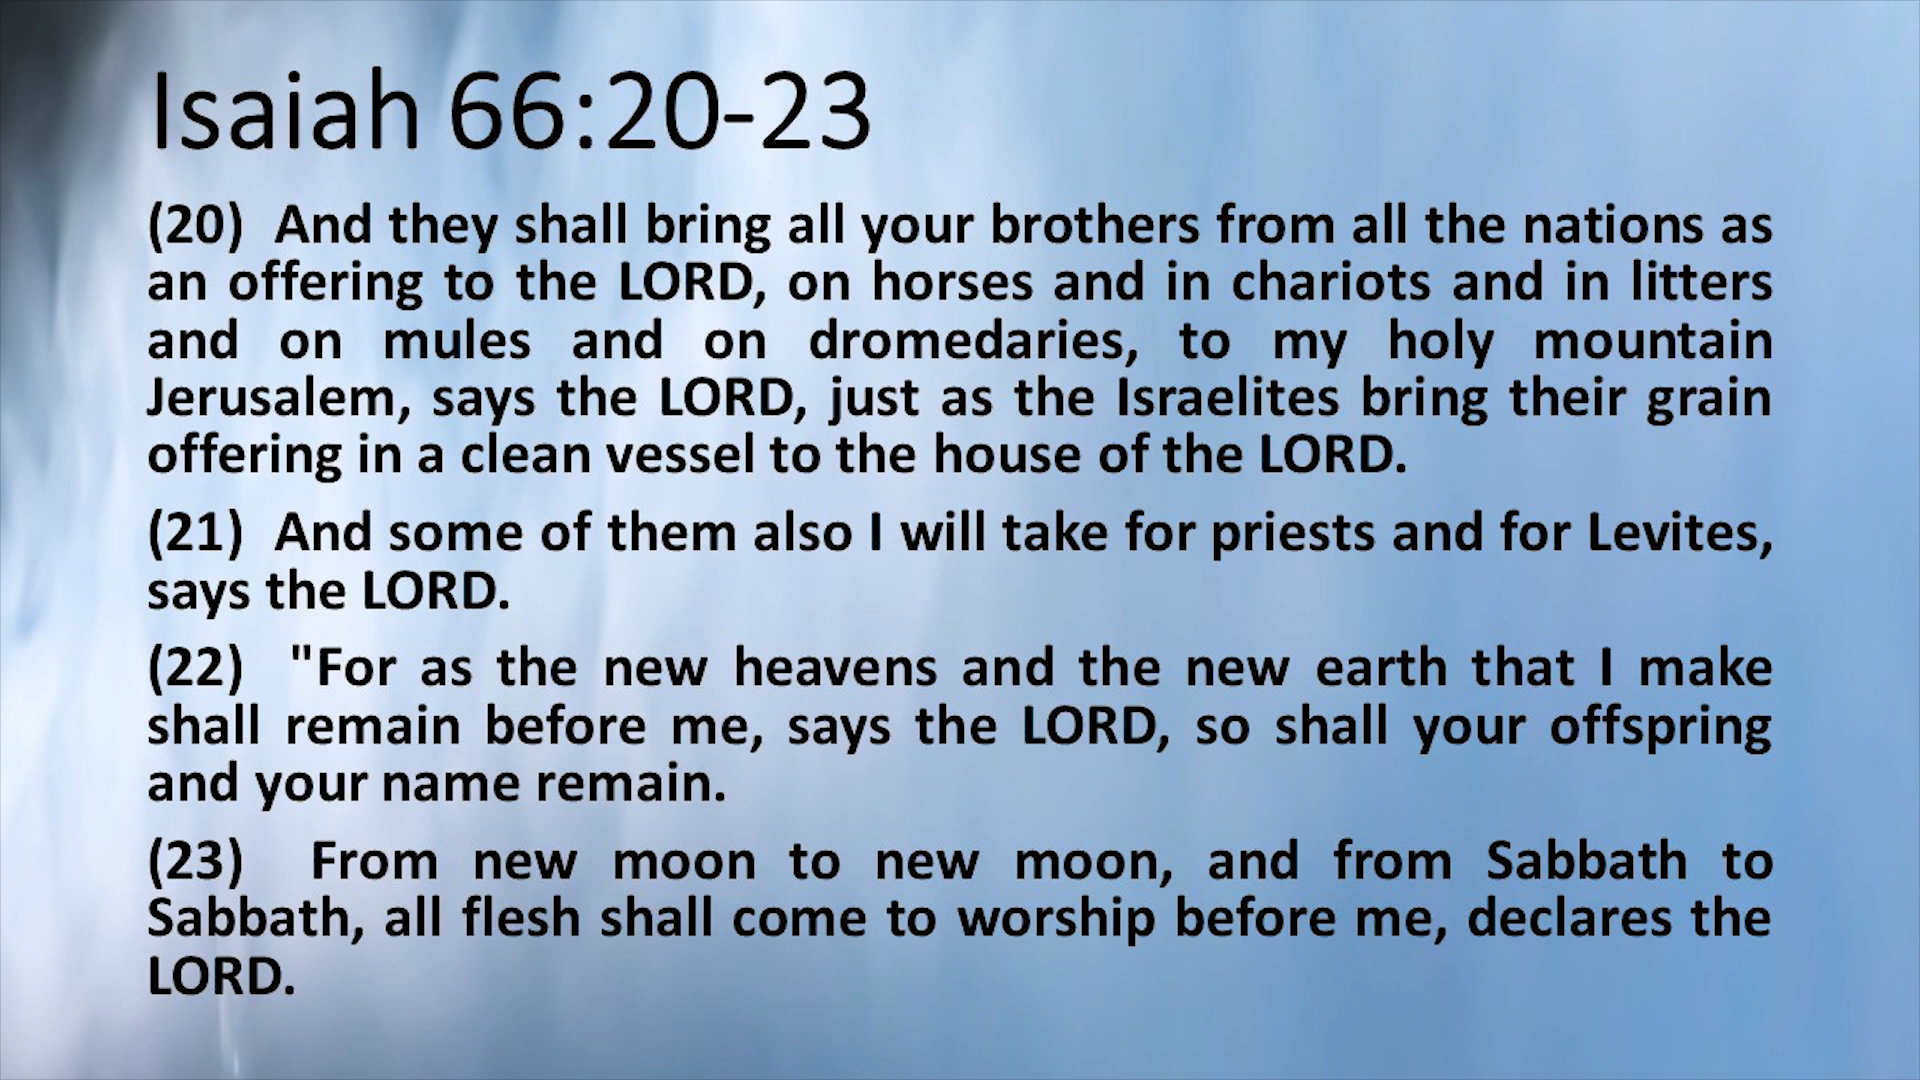 Isaiah 66:20-23
(20) And they shall bring all your brothers from all the nations as
an offering to the LORD, on horses and in chariots and in litters
and on mules and on dromedaries, to my holy mountain
Jerusalem, says the LORD, just as the Israelites bring their grain
offering in a clean vessel to the house of the LORD.
(21) And some of them also I will take for priests and for Levites,
says the LORD.
(22) "For as the new heavens and the new earth that I make
shall remain before me, says the LORD, so shall your offspring
and your name remain.
(23) From new moon to new moon, and from Sabbath to
Sabbath, all flesh shall come to worship before me, declares the
LORD.